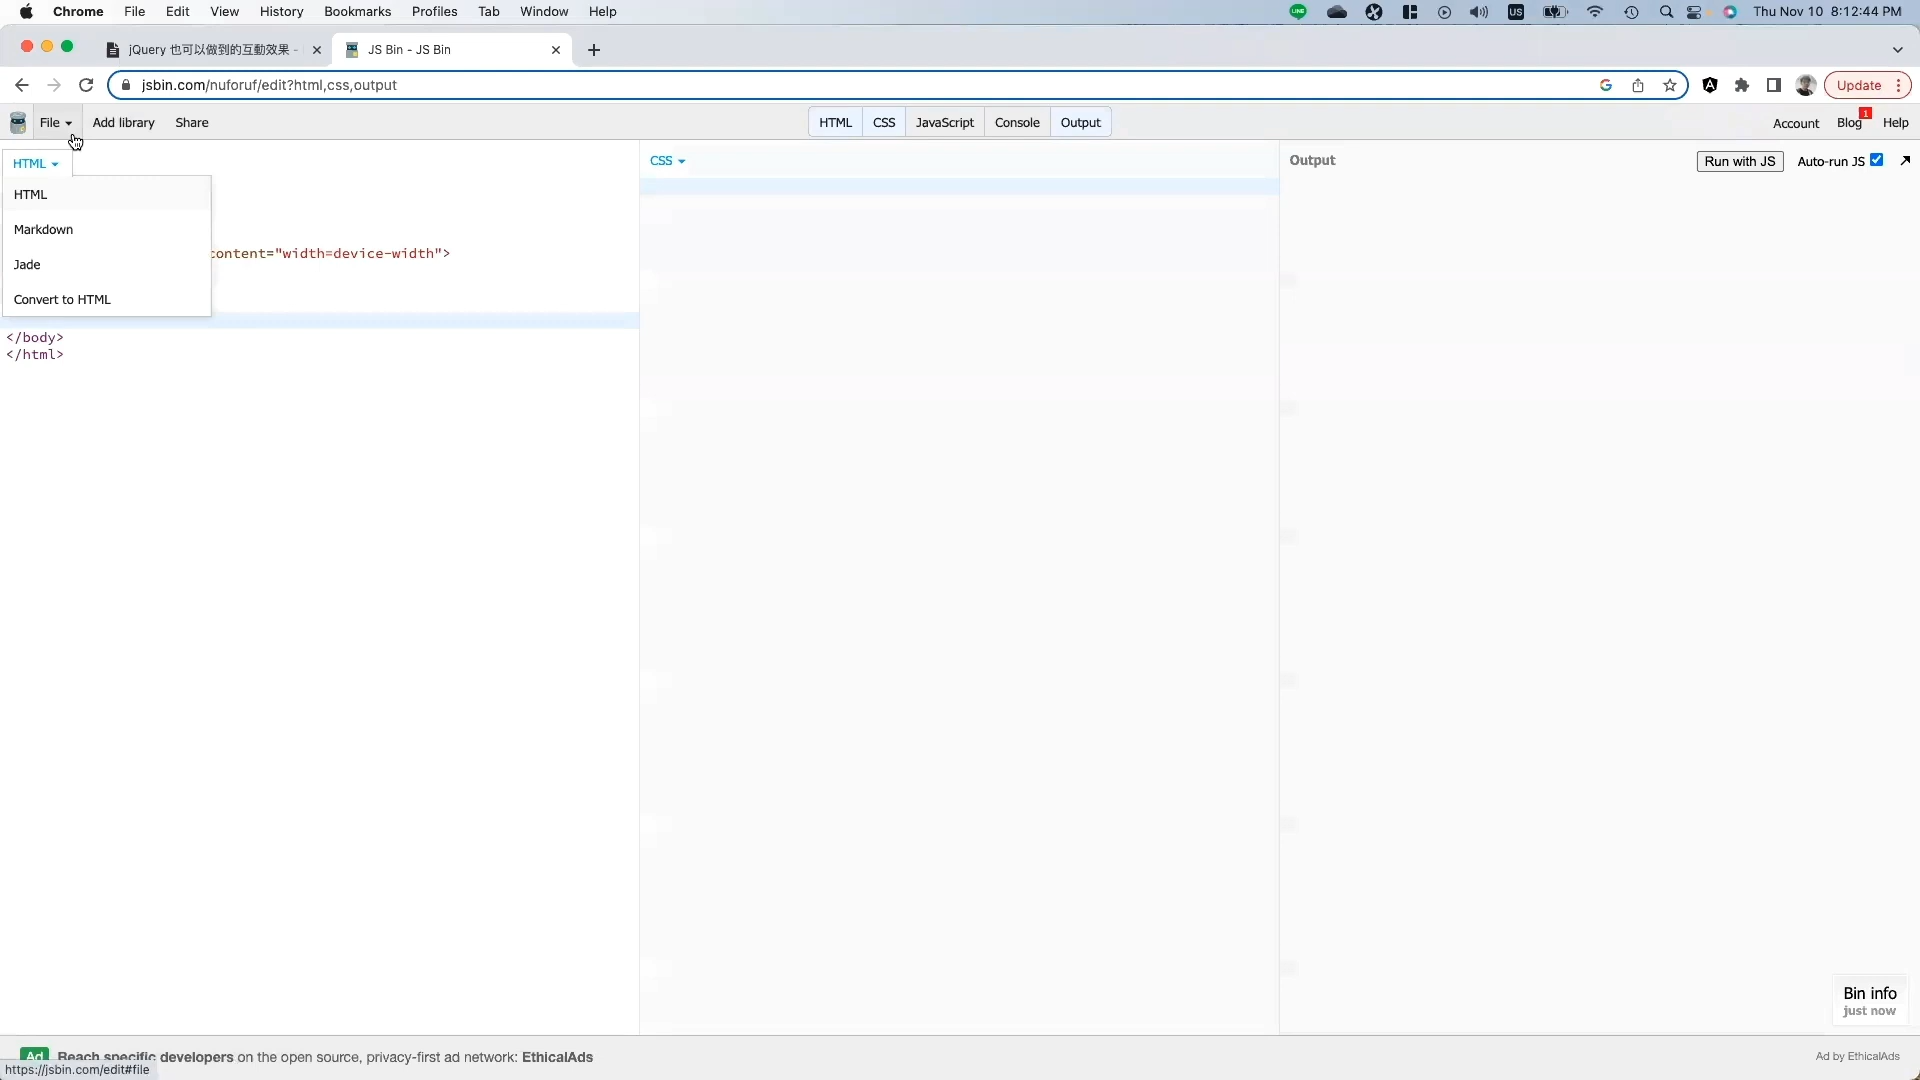 Chrome File Edit View History Bookmarks Profiles Tab Window Help
LINE US Thu Nov 10 8:12:44 PM
jQuery 也可以做到的互動效果 -
JS Bin - JS Bin
jsbin.com/nuforuf/edit?html,css,output
Update
File Add library Share
HTML CSS JavaScript Console Output
Account Blog 1 Help
HTML
HTML
Markdown
Jade
Convert to HTML
content="width=device-width">
</body>
</html>
CSS
Output
Run with JS Auto-run JS
Bin info
just now
Ad Reach specific developers on the open source, privacy-first ad network: EthicalAds
Ad by EthicalAds
https://jsbin.com/edit#file